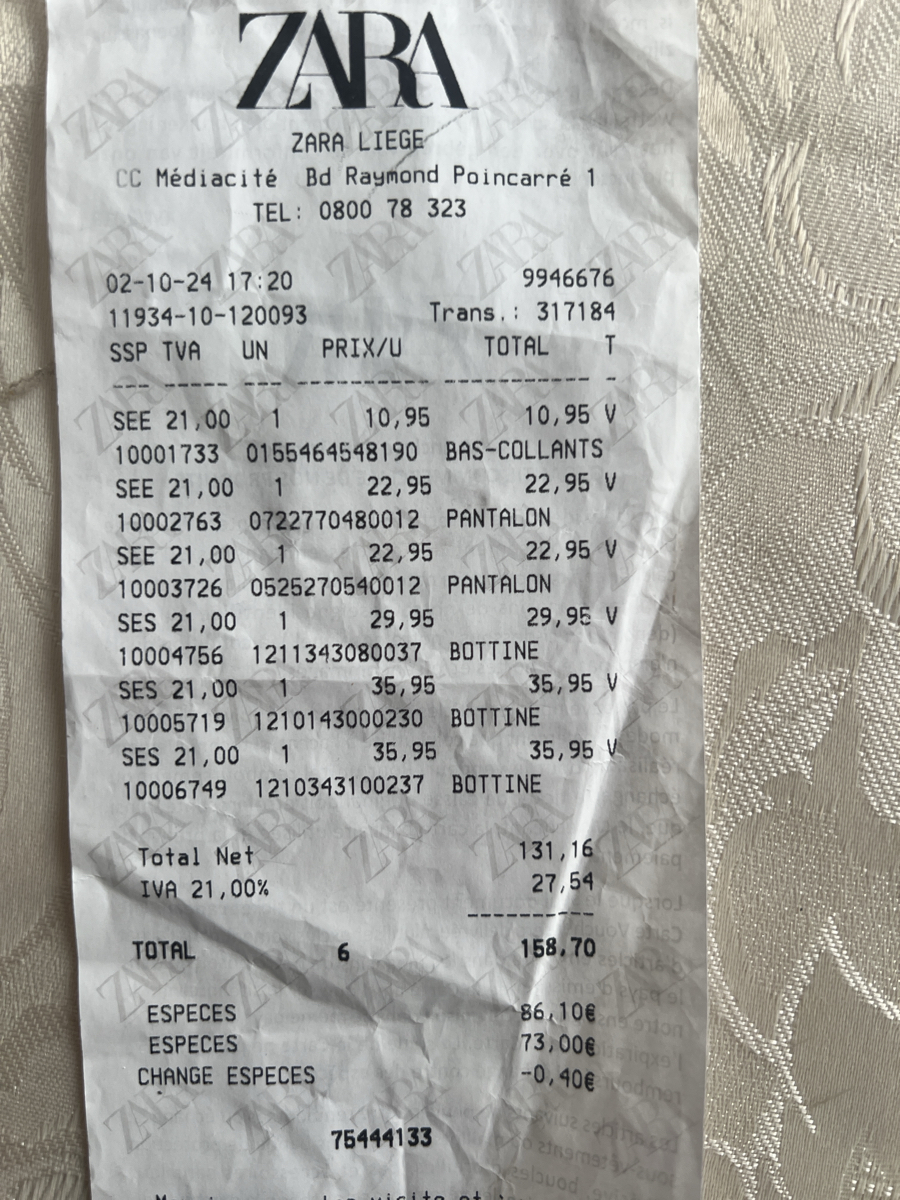 ZARA
ZARA LIEGE
CC Médiacité Bd Raymond Poincarré 1
TEL: 0800 78 323
02-10-24 17:20 9946676
11934-10-120093 Trans.: 317184
SSP TVA UN PRIX/U TOTAL T
--- ----- --- ----------- ------------ -
SEE 21,00 1 10,95 10,95 V
10001733 0155464548190 BAS-COLLANTS
SEE 21,00 1 22,95 22,95 V
10002763 0722770480012 PANTALON
SEE 21,00 1 22,95 22,95 V
10003726 0525270540012 PANTALON
SES 21,00 1 29,95 29,95 V
10004756 1211343080037 BOTTINE
SES 21,00 1 35,95 35,95 V
10005719 1210143000230 BOTTINE
SES 21,00 1 35,95 35,95 V
10006749 1210343100237 BOTTINE
Total Net 131,16
IVA 21,00% 27,54
----------
TOTAL 6 158,70
ESPECES 86,10€
ESPECES 73,00€
CHANGE ESPECES -0,40€
75444133